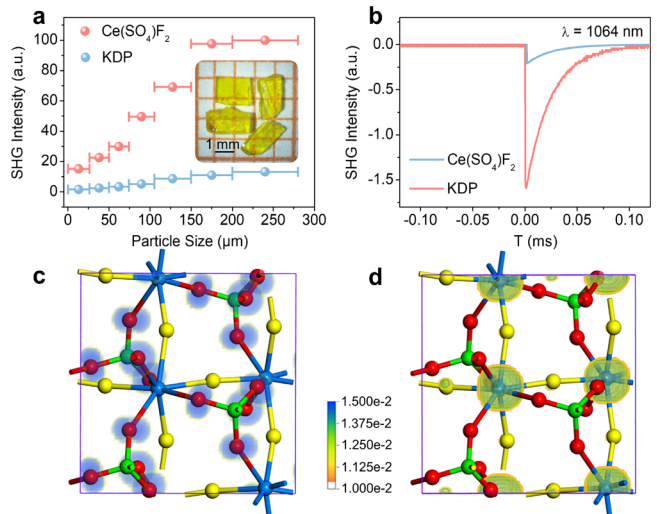 a
Ce(SO₄)F₂
KDP
SHG Intensity (a.u.)
100
80
60
40
20
0
1 mm
0
50
100
150
200
250
300
Particle Size (µm)
b
λ = 1064 nm
SHG Intensity (a.u.)
0.0
-0.5
-1.0
-1.5
Ce(SO₄)F₂
KDP
-0.10
-0.05
0.00
0.05
0.10
T (ms)
c
d
1.500e-2
1.375e-2
1.250e-2
1.125e-2
1.000e-2